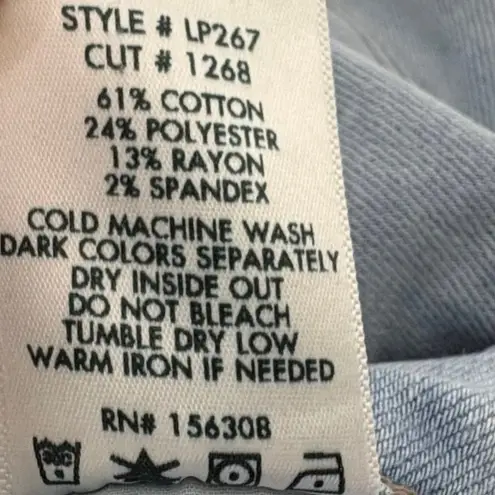 STYLE # LP267
CUT # 1268
61% COTTON
24% POLYESTER
13% RAYON
2% SPANDEX
COLD MACHINE WASH
DARK COLORS SEPARATELY
DRY INSIDE OUT
DO NOT BLEACH
TUMBLE DRY LOW
WARM IRON IF NEEDED
RN# 156308